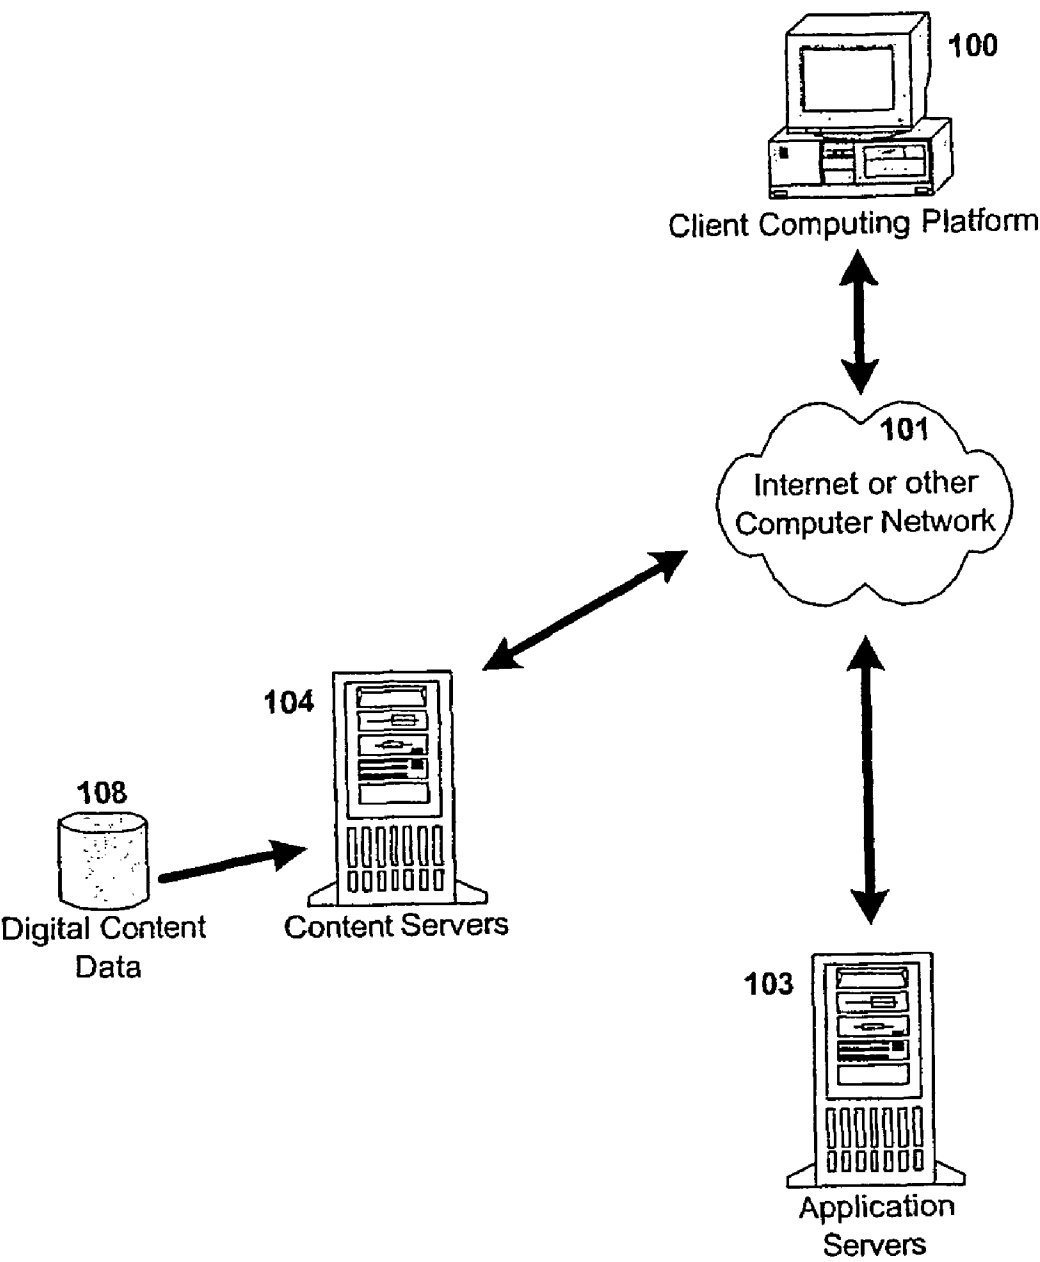 100
Client Computing Platform
101
Internet or other
Computer Network
104
108
Digital Content
Data
Content Servers
103
Application
Servers